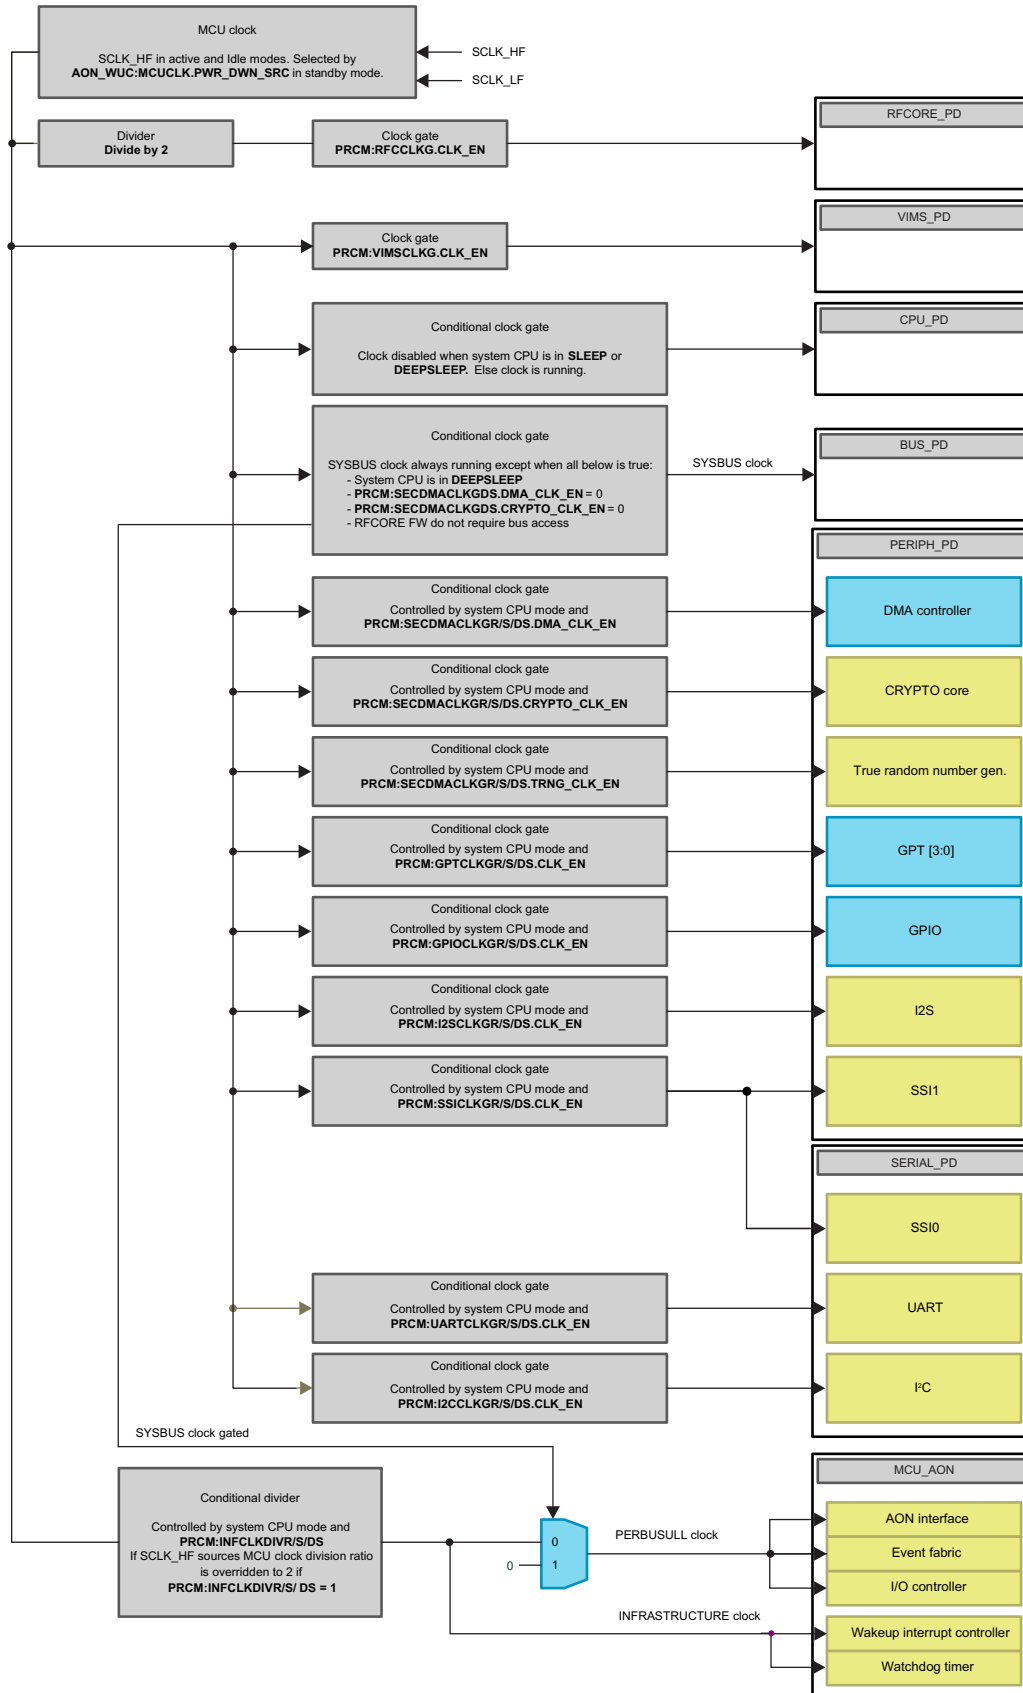 MCU clock
SCLK_HF in active and Idle modes. Selected by
AON_WUC:MCUCLK.PWR_DWN_SRC in standby mode.
SCLK_HF
SCLK_LF
RFCORE_PD
Divider
Divide by 2
Clock gate
PRCM:RFCCLKG.CLK_EN
VIMS_PD
Clock gate
PRCM:VIMSCLKG.CLK_EN
CPU_PD
Conditional clock gate
Clock disabled when system CPU is in SLEEP or
DEEPSLEEP. Else clock is running.
Conditional clock gate
SYSBUS clock always running except when all below is true:
- System CPU is in DEEPSLEEP
- PRCM:SECDMACLKGDS.DMA_CLK_EN = 0
- PRCM:SECDMACLKGDS.CRYPTO_CLK_EN = 0
- RFCORE FW do not require bus access
SYSBUS clock
BUS_PD
PERIPH_PD
Conditional clock gate
Controlled by system CPU mode and
PRCM:SECDMACLKGR/S/DS.DMA_CLK_EN
DMA controller
Conditional clock gate
Controlled by system CPU mode and
PRCM:SECDMACLKGR/S/DS.CRYPTO_CLK_EN
CRYPTO core
Conditional clock gate
Controlled by system CPU mode and
PRCM:SECDMACLKGR/S/DS.TRNG_CLK_EN
True random number gen.
Conditional clock gate
Controlled by system CPU mode and
PRCM:GPTCLKGR/S/DS.CLK_EN
GPT [3:0]
Conditional clock gate
Controlled by system CPU mode and
PRCM:GPIOCLKGR/S/DS.CLK_EN
GPIO
Conditional clock gate
Controlled by system CPU mode and
PRCM:I2SCLKGR/S/DS.CLK_EN
I2S
Conditional clock gate
Controlled by system CPU mode and
PRCM:SSICLKGR/S/DS.CLK_EN
SSI1
SERIAL_PD
SSI0
Conditional clock gate
Controlled by system CPU mode and
PRCM:UARTCLKGR/S/DS.CLK_EN
UART
Conditional clock gate
Controlled by system CPU mode and
PRCM:I2CCLKGR/S/DS.CLK_EN
I²C
SYSBUS clock gated
MCU_AON
Conditional divider
Controlled by system CPU mode and
PRCM:INFCLKDIVR/S/DS
If SCLK_HF sources MCU clock division ratio
is overridden to 2 if
PRCM:INFCLKDIVR/S/ DS = 1
0
0
1
PERBUSULL clock
AON interface
Event fabric
I/O controller
INFRASTRUCTURE clock
Wakeup interrupt controller
Watchdog timer